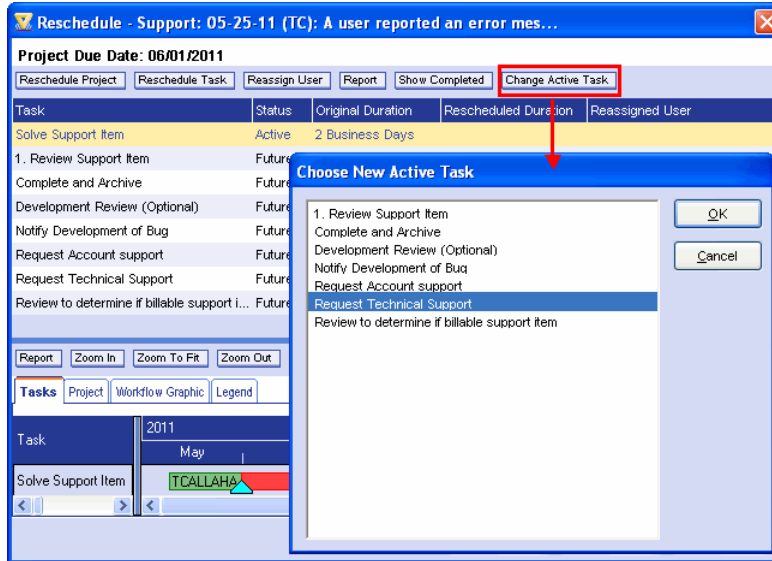 Reschedule - Support: 05-25-11 (TC): A user reported an error mes...
Project Due Date: 06/01/2011
Reschedule Project Reschedule Task Reassign User Report Show Completed Change Active Task
Task Status Original Duration Rescheduled Duration Reassigned User
Solve Support Item Active 2 Business Days
1. Review Support Item Future
Complete and Archive Future
Development Review (Optional) Future
Notify Development of Bug Future
Request Account support Future
Request Technical Support Future
Review to determine if billable support i... Future
Choose New Active Task
1. Review Support Item
Complete and Archive
Development Review (Optional)
Notify Development of Bug
Request Account support
Request Technical Support
Review to determine if billable support item
OK
Cancel
Report Zoom In Zoom To Fit Zoom Out
Tasks Project Workflow Graphic Legend
Task
2011
May
Solve Support Item
TCALLAHA